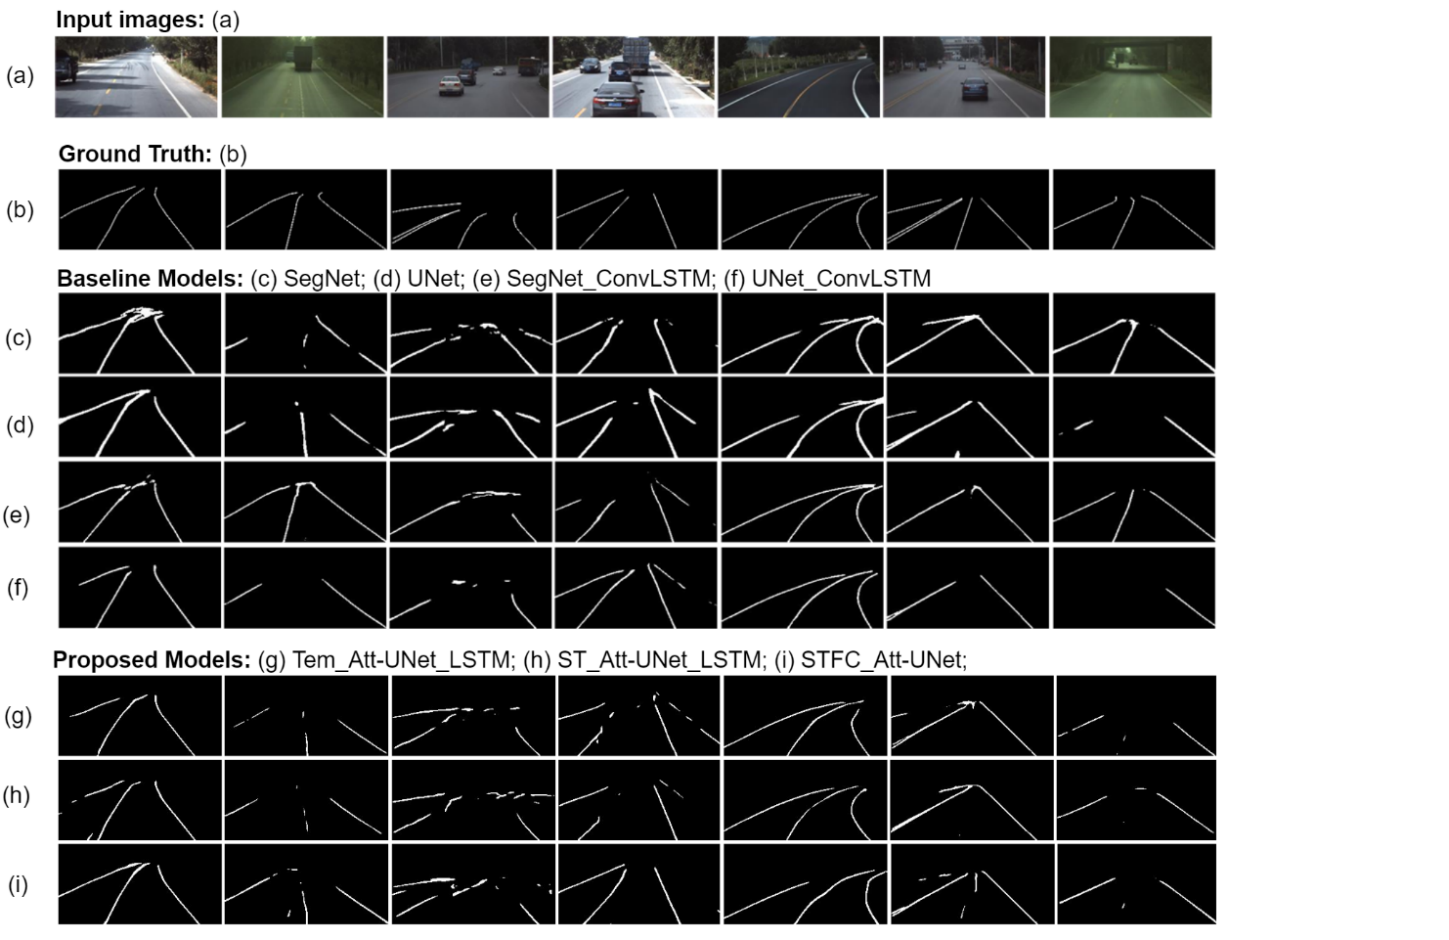 Input images: (a)
(a)
Ground Truth: (b)
(b)
Baseline Models: (c) SegNet; (d) UNet; (e) SegNet_ConvLSTM; (f) UNet_ConvLSTM
(c)
(d)
(e)
(f)
Proposed Models: (g) Tem_Att-UNet_LSTM; (h) ST_Att-UNet_LSTM; (i) STFC_Att-UNet;
(g)
(h)
(i)